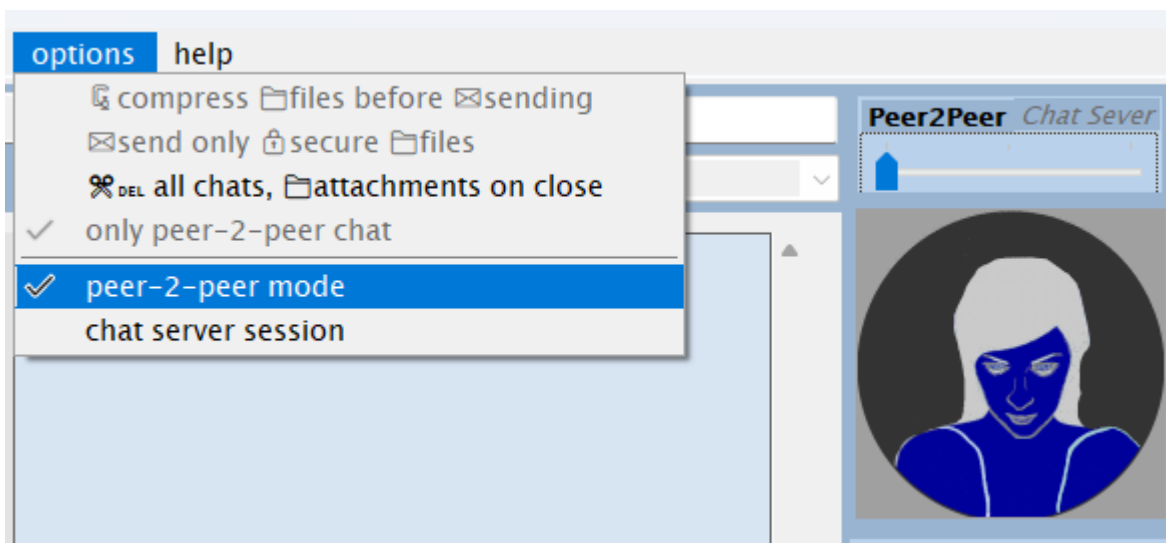 options help
compress files before sending
send only secure files
DEL all chats, attachments on close
only peer-2-peer chat
peer-2-peer mode
chat server session
Peer2Peer Chat Sever